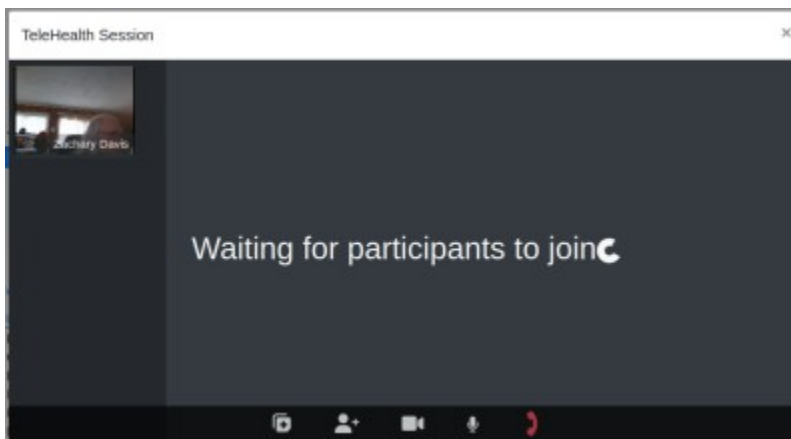 TeleHealth Session
Zachary Davis
Waiting for participants to join